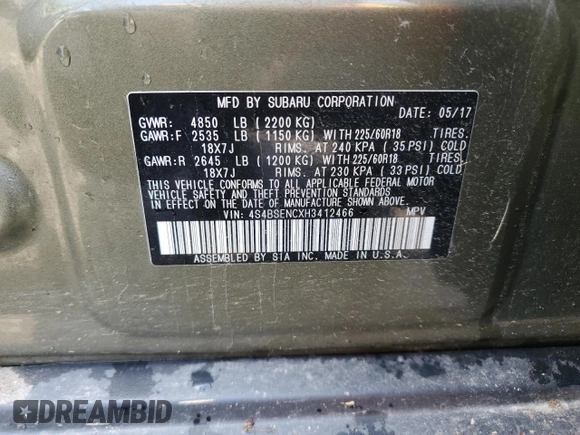 MFD BY SUBARU CORPORATION
GVWR: 4850 LB (2200 KG) DATE: 05/17
GAWR:F 2535 LB (1150 KG) WITH 225/60R18 TIRES.
18X7J RIMS. AT 240 KPA (35 PSI) COLD
GAWR:R 2645 LB (1200 KG) WITH 225/60R18 TIRES.
18X7J RIMS. AT 230 KPA (33 PSI) COLD
THIS VEHICLE CONFORMS TO ALL APPLICABLE FEDERAL MOTOR
VEHICLE SAFETY AND THEFT PREVENTION STANDARDS
IN EFFECT ON THE DATE OF MANUFACTURE SHOWN ABOVE.
VIN: 4S4BSENCXH3412466 MPV
ASSEMBLED BY SIA INC. MADE IN U.S.A.
DREAMBID